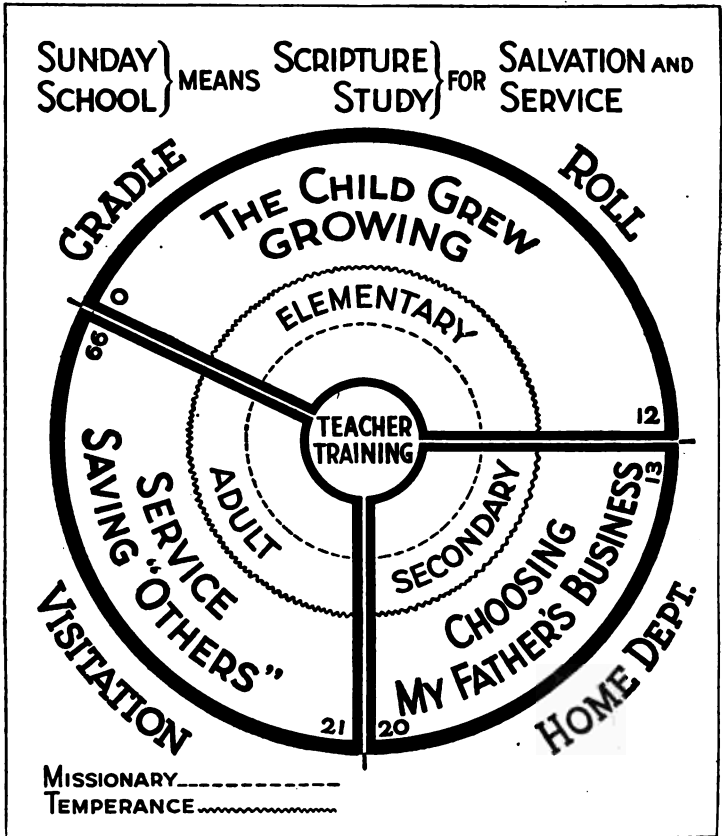 SUNDAY SCHOOL } MEANS SCRIPTURE STUDY } FOR SALVATION AND SERVICE
CRADLE ROLL
THE CHILD GREW
GROWING
ELEMENTARY
0
12
TEACHER
TRAINING
13
SECONDARY
CHOOSING
MY FATHER'S BUSINESS
20
HOME DEPT.
99
ADULT
SERVICE
SAVING "OTHERS"
21
VISITATION
MISSIONARY
TEMPERANCE